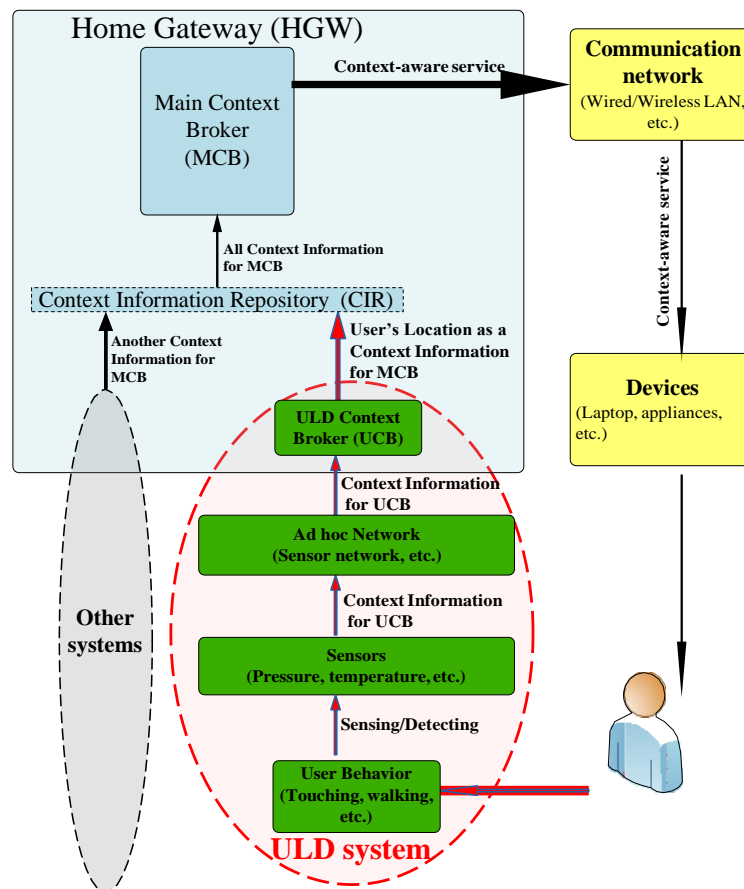 Home Gateway (HGW)
Main Context
Broker
(MCB)
Context-aware service
Communication
network
(Wired/Wireless LAN,
etc.)
Context-aware service
All Context Information
for MCB
Context Information Repository (CIR)
Another Context
Information for
MCB
User's Location as a
Context Information
for MCB
Devices
(Laptop, appliances,
etc.)
ULD Context
Broker (UCB)
Context Information
for UCB
Ad hoc Network
(Sensor network, etc.)
Context Information
for UCB
Other
systems
Sensors
(Pressure, temperature, etc.)
Sensing/Detecting
User Behavior
(Touching, walking,
etc.)
ULD system